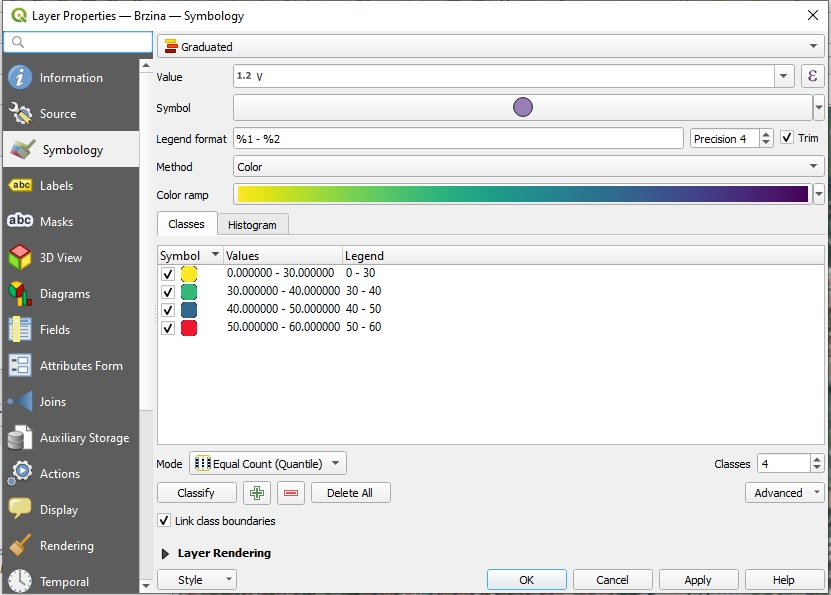 Layer Properties — Brzina — Symbology
Graduated
Information
Value 1.2 V ε
Source
Symbol
Symbology
Legend format %1 - %2 Precision 4 Trim
Method Color
abc Labels
Color ramp
abc Masks
Classes Histogram
3D View
Symbol Values Legend
0.000000 - 30.000000 0 - 30
Diagrams
30.000000 - 40.000000 30 - 40
40.000000 - 50.000000 40 - 50
Fields
50.000000 - 60.000000 50 - 60
Attributes Form
Joins
Auxiliary Storage
Mode Equal Count (Quantile) Classes 4
Actions
Classify Delete All Advanced
Display
Link class boundaries
Rendering
Layer Rendering
Temporal
Style OK Cancel Apply Help